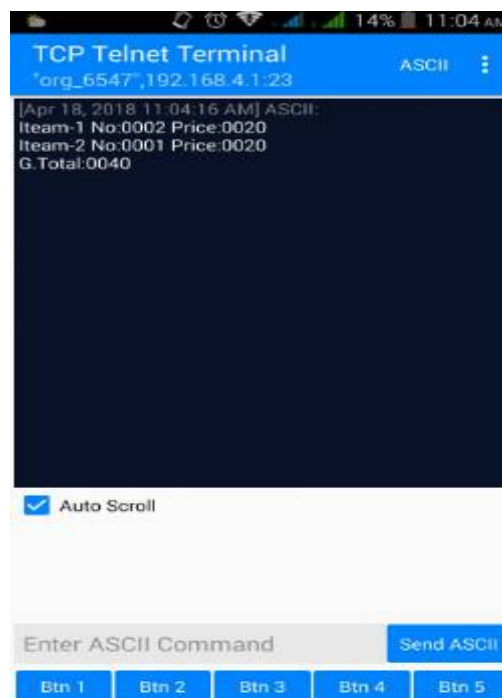 14% 11:04 AM
TCP Telnet Terminal
"org_6547",192.168.4.1:23
ASCII
[Apr 18, 2018 11:04:16 AM] ASCII:
Iteam-1 No:0002 Price:0020
Iteam-2 No:0001 Price:0020
G.Total:0040
Auto Scroll
Enter ASCII Command
Send ASCII
Btn 1 Btn 2 Btn 3 Btn 4 Btn 5